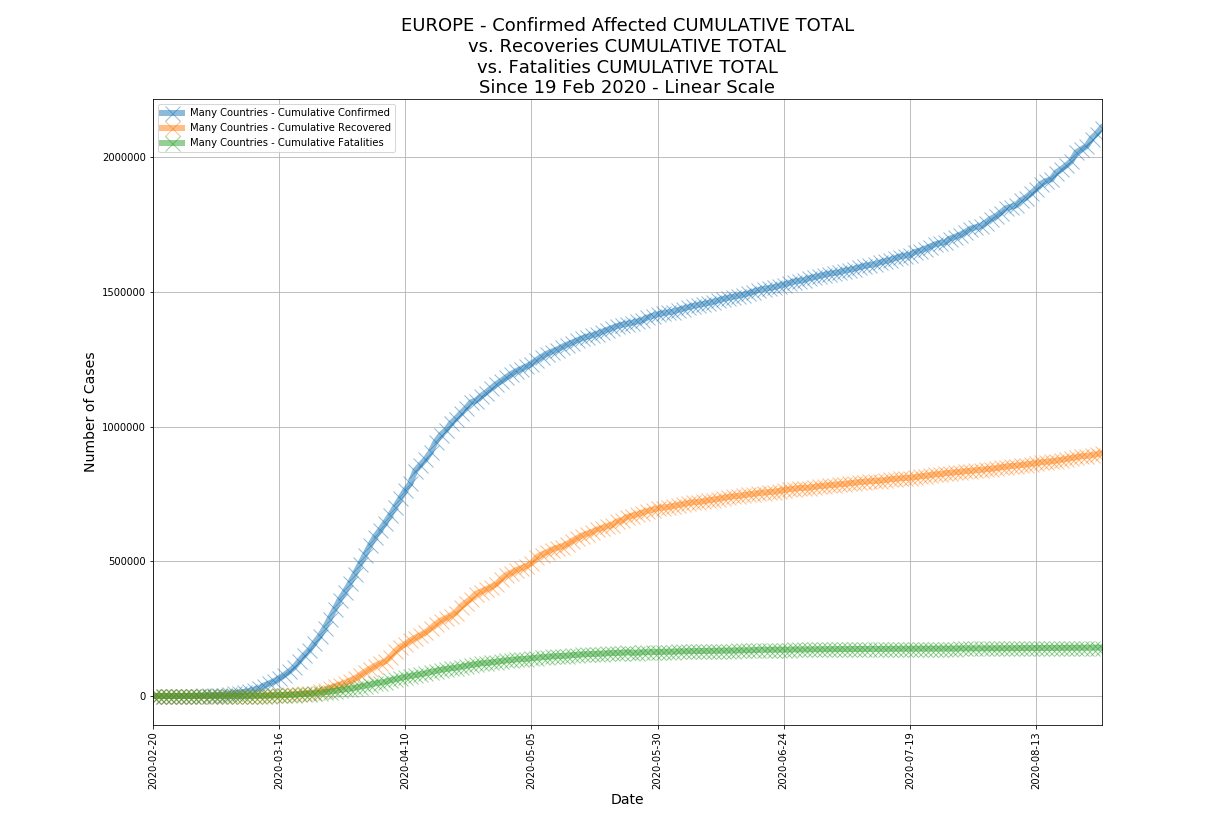 EUROPE - Confirmed Affected CUMULATIVE TOTAL
vs. Recoveries CUMULATIVE TOTAL
vs. Fatalities CUMULATIVE TOTAL
Since 19 Feb 2020 - Linear Scale
Many Countries - Cumulative Confirmed
Many Countries - Cumulative Recovered
Many Countries - Cumulative Fatalities
Number of Cases
2000000
1500000
1000000
500000
0
2020-02-20
2020-03-16
2020-04-10
2020-05-05
2020-05-30
2020-06-24
2020-07-19
2020-08-13
Date